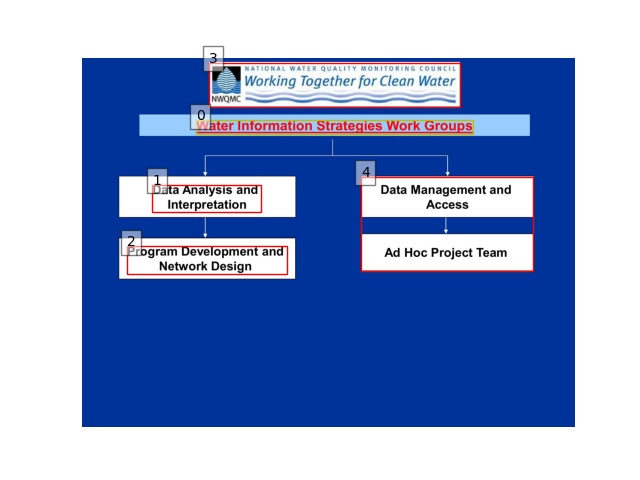 3
NATIONAL WATER QUALITY MONITORING COUNCIL
Working Together for Clean Water
NWQMC
0
Water Information Strategies Work Groups
1
Data Analysis and
Interpretation
2
Program Development and
Network Design
4
Data Management and
Access
Ad Hoc Project Team